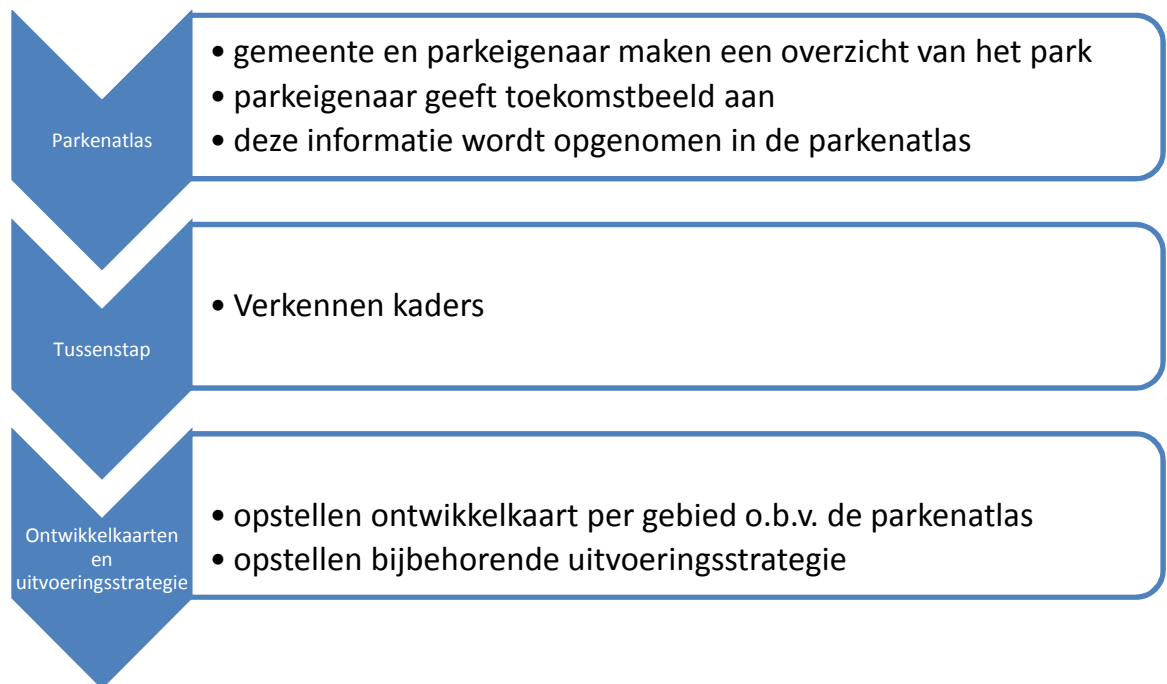 Parkenatlas
• gemeente en parkeigenaar maken een overzicht van het park
• parkeigenaar geeft toekomstbeeld aan
• deze informatie wordt opgenomen in de parkenatlas
Tussenstap
• Verkennen kaders
Ontwikkelkaarten
en
uitvoeringsstrategie
• opstellen ontwikkelkaart per gebied o.b.v. de parkenatlas
• opstellen bijbehorende uitvoeringsstrategie